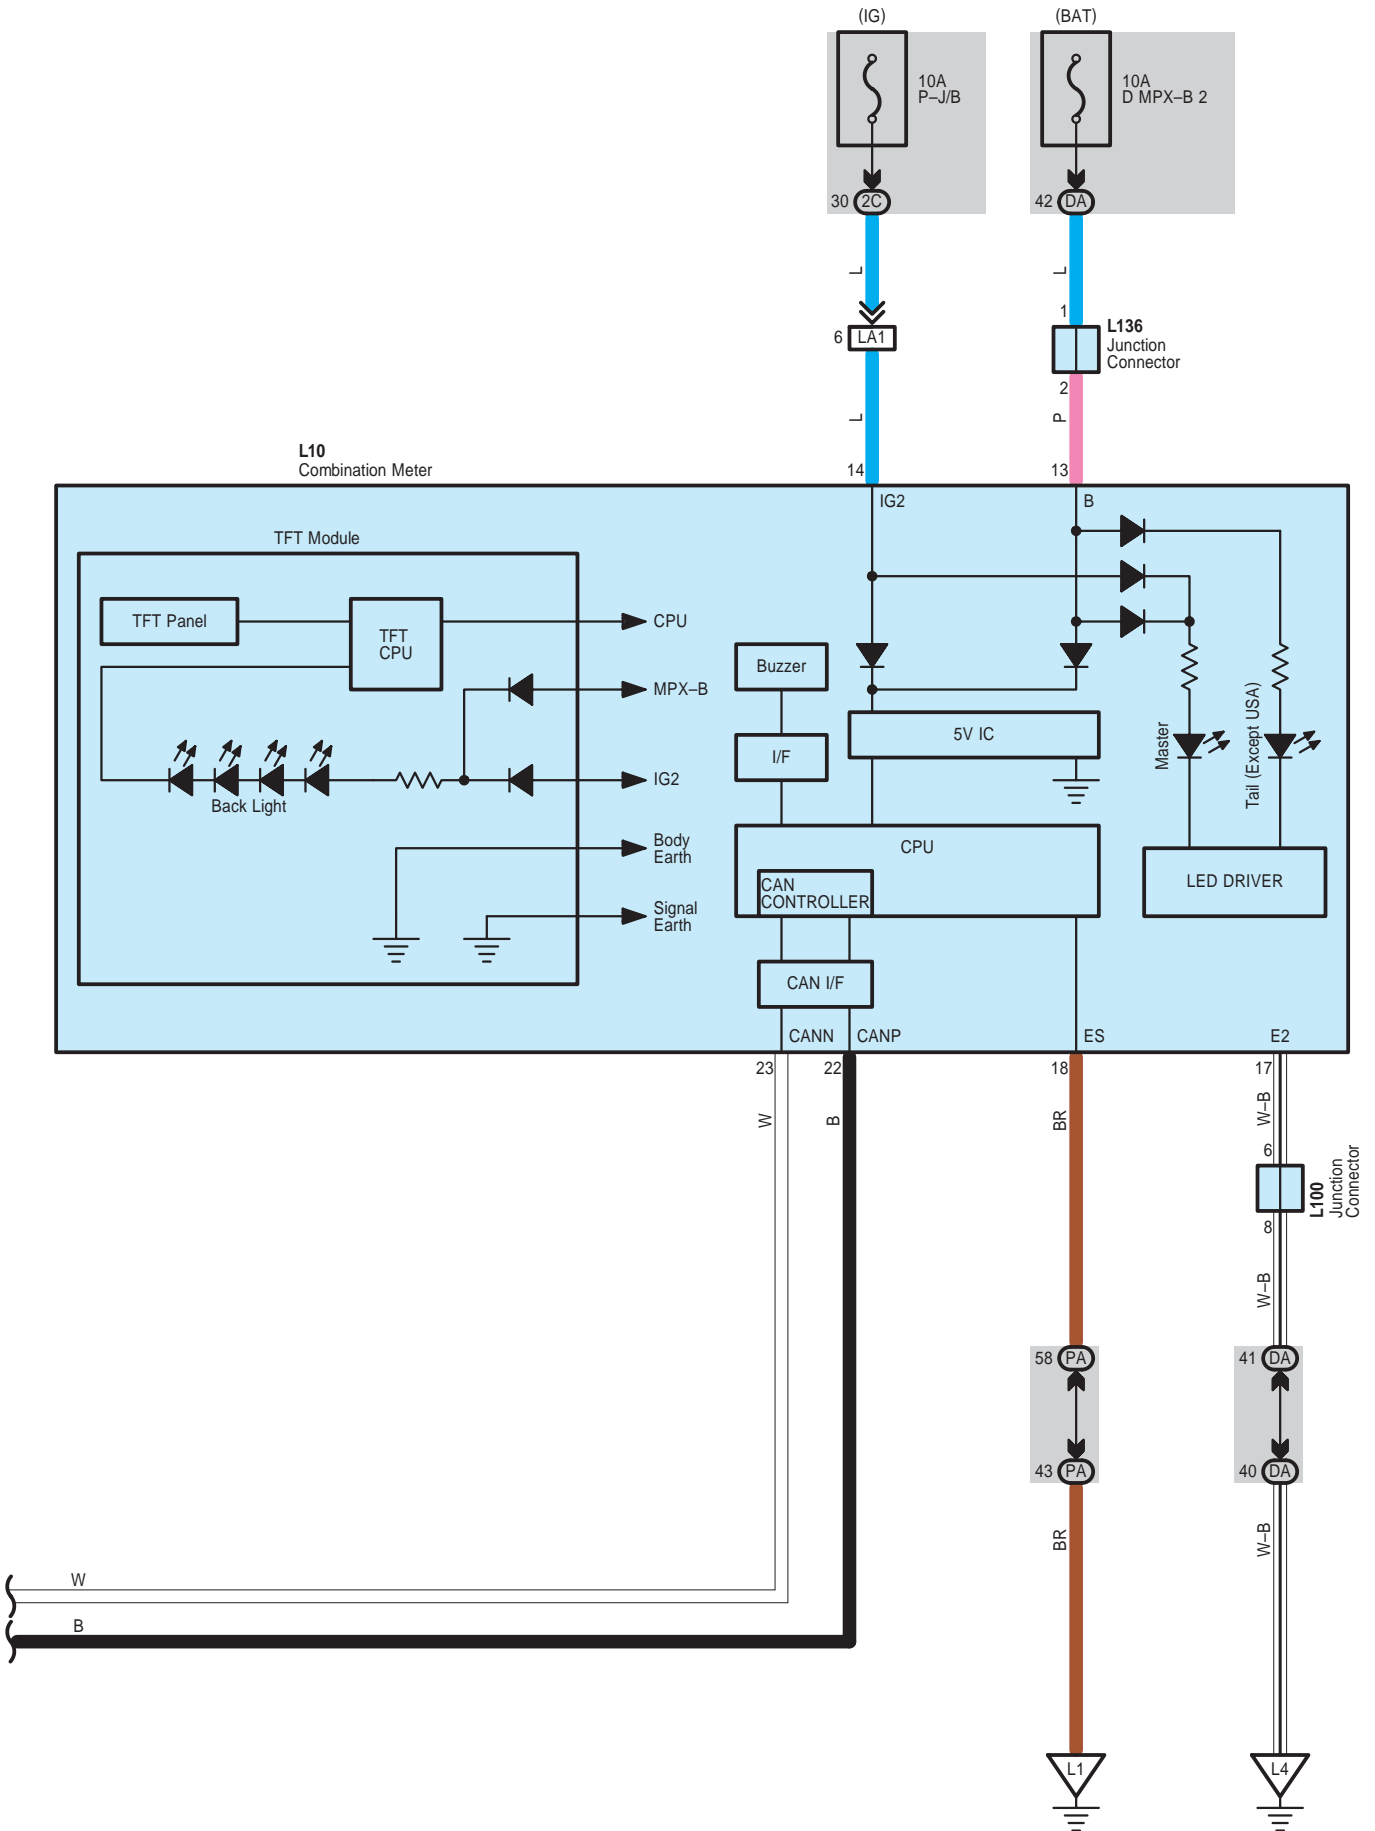 (IG)
(BAT)
10A
P–J/B
10A
D MPX–B 2
30
2C
42
DA
L
L
1
L136
Junction
Connector
6
LA1
2
L
P
L10
Combination Meter
14
13
IG2
B
TFT Module
TFT Panel
TFT
CPU
CPU
MPX–B
IG2
Back Light
Body
Earth
Signal
Earth
Buzzer
I/F
5V IC
Master
Tail (Except USA)
CPU
CAN
CONTROLLER
LED DRIVER
CAN I/F
CANN
CANP
ES
E2
23
22
18
17
W
B
BR
W–B
6
L100
Junction
Connector
8
W–B
58
PA
41
DA
43
PA
40
DA
BR
W–B
W
B
L1
L4